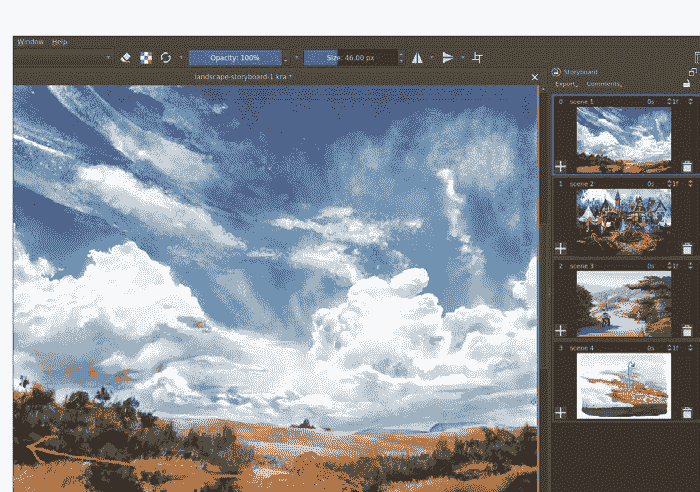 Window Help
Opacity: 100% Size: 46.00 px
landscape-storyboard-1.kra *
Storyboard
Export Comments
0 scene 1 0s 1f
1 scene 2 0s 1f
2 scene 3 0s 1f
3 scene 4 0s 1f